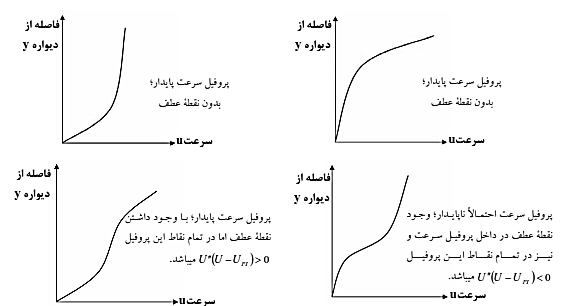 فاصله از
دیواره y
پروفیل سرعت پایدار؛
بدون نقطهٔ عطف
سرعت u
فاصله از
دیواره y
پروفیل سرعت پایدار؛
بدون نقطهٔ عطف
سرعت u
فاصله از
دیواره y
پروفیل سرعت احتمالاً ناپایدار؛ وجود
نقطهٔ عطف در داخل پروفیل سرعت و
نیز در تمام نقاط این پروفیل
U"(U − U_PI) < 0 میباشد.
سرعت u
فاصله از
دیواره y
پروفیل سرعت پایدار؛ با وجود داشتن
نقطهٔ عطف اما در تمام نقاط این پروفیل
U"(U − U_PI) > 0 میباشد.
سرعت u